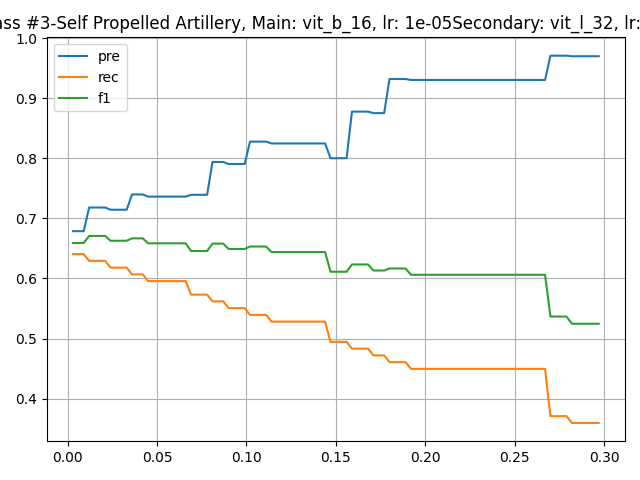 ass #3-Self Propelled Artillery, Main: vit_b_16, lr: 1e-05Secondary: vit_l_32, lr:
pre
rec
f1
1.0
0.9
0.8
0.7
0.6
0.5
0.4
0.00 0.05 0.10 0.15 0.20 0.25 0.30